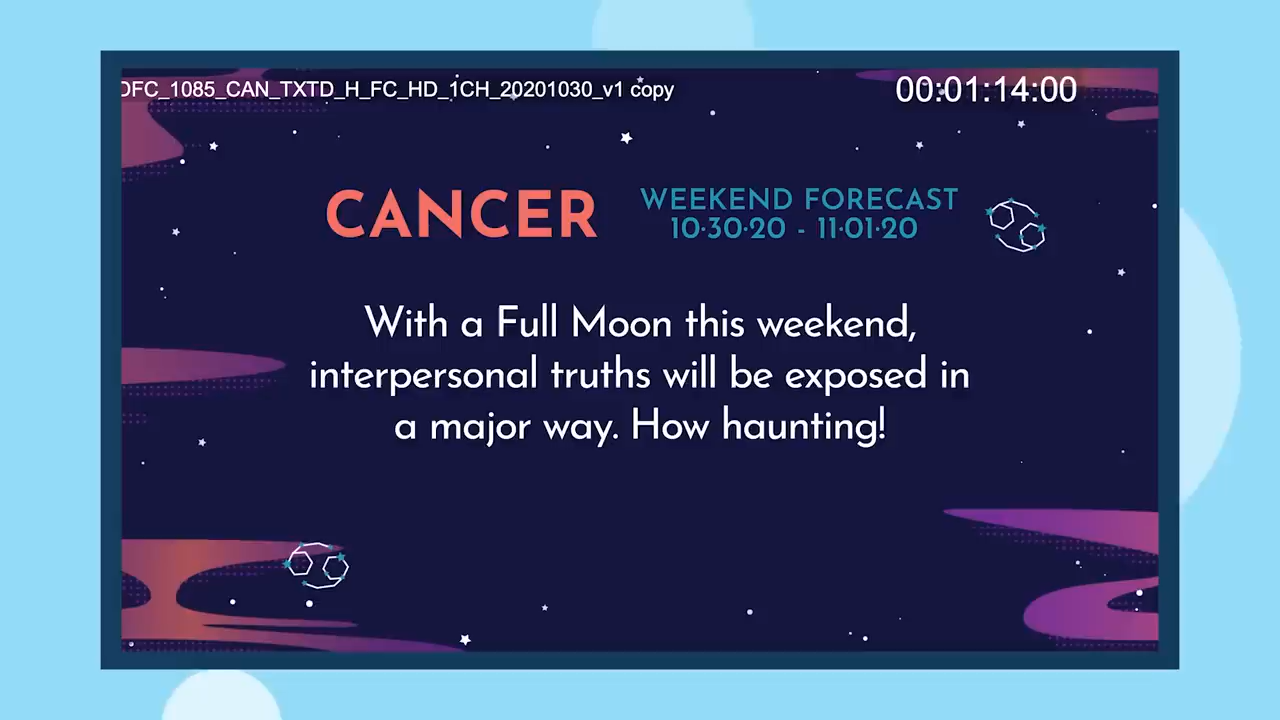 DFC_1085_CAN_TXTD_H_FC_HD_1CH_20201030_v1 copy
00:01:14:00
CANCER
WEEKEND FORECAST
10·30·20 - 11·01·20
With a Full Moon this weekend,
interpersonal truths will be exposed in
a major way. How haunting!